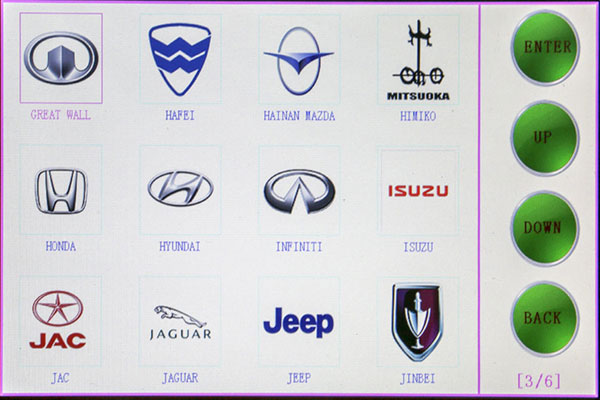 ENTER
MITSUOKA
GREAT WALL
HAFEI
HAINAN MAZDA
HIMIKO
UP
ISUZU
HONDA
HYUNDAI
INFINITI
ISUZU
DOWN
JAC
JAGUAR
Jeep
BACK
JAC
JAGUAR
JEEP
JINBEI
[3/6]